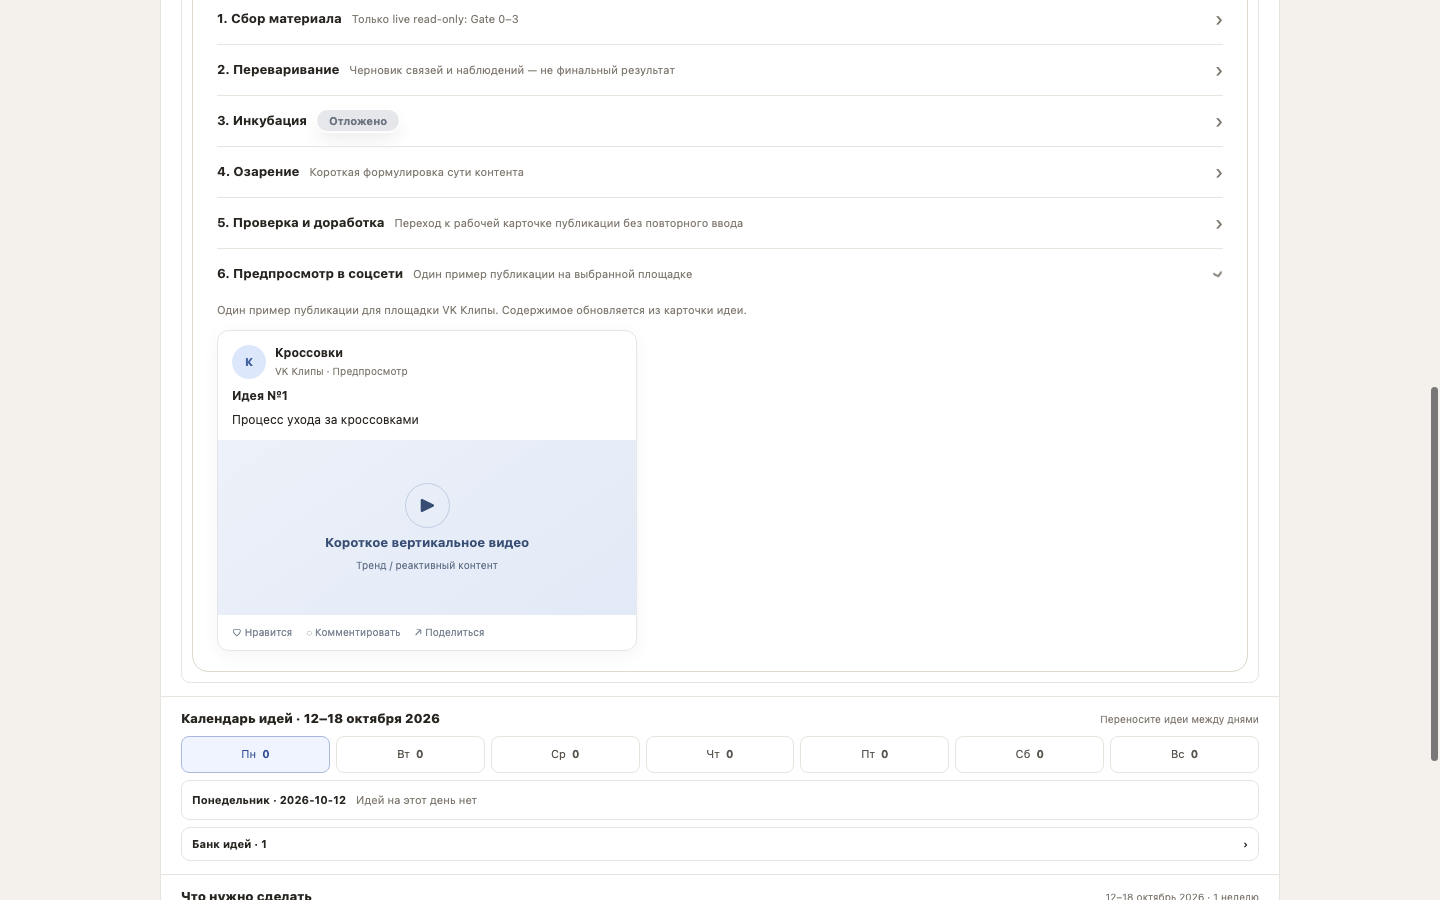 1. Сбор материала Только live read-only: Gate 0–3
2. Переваривание Черновик связей и наблюдений — не финальный результат
3. Инкубация Отложено
4. Озарение Короткая формулировка сути контента
5. Проверка и доработка Переход к рабочей карточке публикации без повторного ввода
6. Предпросмотр в соцсети Один пример публикации на выбранной площадке
Один пример публикации для площадки VK Клипы. Содержимое обновляется из карточки идеи.
К
Кроссовки
VK Клипы · Предпросмотр
Идея №1
Процесс ухода за кроссовками
Короткое вертикальное видео
Тренд / реактивный контент
♡ Нравится ○ Комментировать ↗ Поделиться
Календарь идей · 12–18 октября 2026 Переносите идеи между днями
Пн 0 Вт 0 Ср 0 Чт 0 Пт 0 Сб 0 Вс 0
Понедельник · 2026-10-12 Идей на этот день нет
Банк идей · 1
Что нужно сделать 12–18 октябрь 2026 · 1 неделю